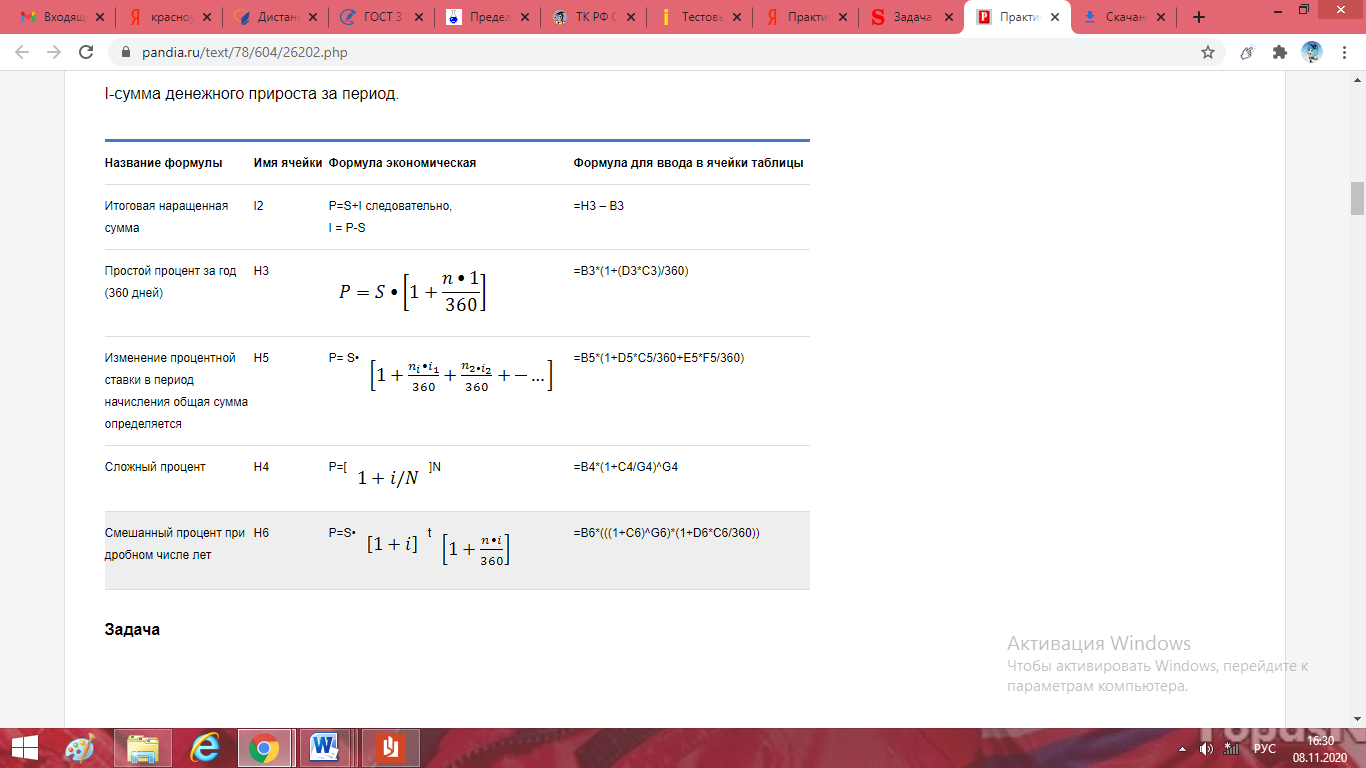 Входящ
красноу
Дистан
ГОСТ 3
Предел
ТК РФ С
Тестовы
Практи
Задача
Практи
Скачан
pandia.ru/text/78/604/26202.php
I-сумма денежного прироста за период.
Название формулы Имя ячейки Формула экономическая Формула для ввода в ячейки таблицы
Итоговая наращенная I2 P=S+I следовательно, =H3 – B3
сумма I = P-S
Простой процент за год H3 P = S • [1 + n • 1 / 360] =B3*(1+(D3*C3)/360)
(360 дней)
Изменение процентной H5 P= S• [1 + nᵢ•i₁/360 + n₂•i₂/360 + − ...] =B5*(1+D5*C5/360+E5*F5/360)
ставки в период
начисления общая сумма
определяется
Сложный процент H4 P=[ 1 + i/N ]N =B4*(1+C4/G4)^G4
Смешанный процент при H6 P=S• [1 + i] t [1 + n•i/360] =B6*(((1+C6)^G6)*(1+D6*C6/360))
дробном числе лет
Задача
Активация Windows
Чтобы активировать Windows, перейдите к
параметрам компьютера.
РУС
16:30
08.11.2020